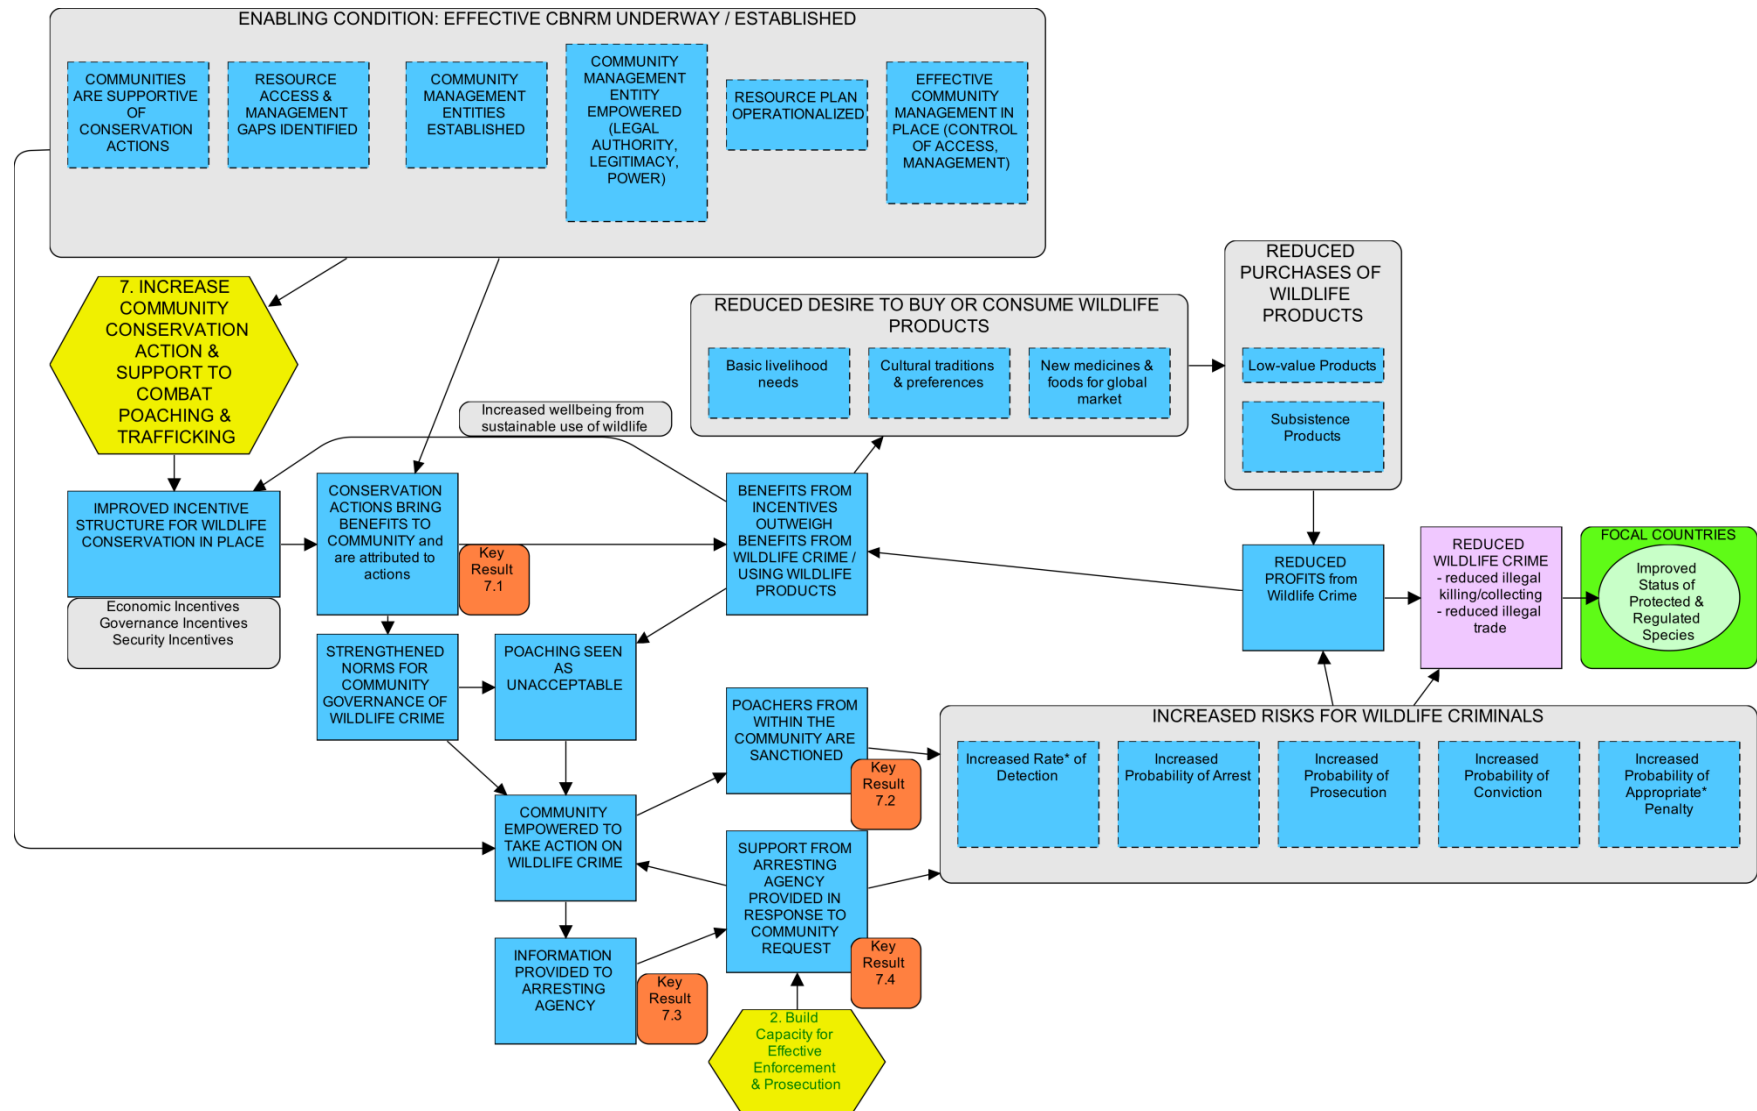 ENABLING CONDITION: EFFECTIVE CBNRM UNDERWAY / ESTABLISHED
COMMUNITIES
ARE SUPPORTIVE
OF
CONSERVATION
ACTIONS
RESOURCE
ACCESS &
MANAGEMENT
GAPS IDENTIFIED
COMMUNITY
MANAGEMENT
ENTITIES
ESTABLISHED
COMMUNITY
MANAGEMENT
ENTITY
EMPOWERED
(LEGAL
AUTHORITY,
LEGITIMACY,
POWER)
RESOURCE PLAN
OPERATIONALIZED
EFFECTIVE
COMMUNITY
MANAGEMENT IN
PLACE (CONTROL
OF ACCESS,
MANAGEMENT)
7. INCREASE
COMMUNITY
CONSERVATION
ACTION &
SUPPORT TO
COMBAT
POACHING &
TRAFFICKING
REDUCED DESIRE TO BUY OR CONSUME WILDLIFE
PRODUCTS
Basic livelihood
needs
Cultural traditions
& preferences
New medicines &
foods for global
market
REDUCED
PURCHASES OF
WILDLIFE
PRODUCTS
Low-value Products
Subsistence
Products
Increased wellbeing from
sustainable use of wildlife
IMPROVED INCENTIVE
STRUCTURE FOR WILDLIFE
CONSERVATION IN PLACE
Economic Incentives
Governance Incentives
Security Incentives
CONSERVATION
ACTIONS BRING
BENEFITS TO
COMMUNITY and
are attributed to
actions
Key
Result
7.1
BENEFITS FROM
INCENTIVES
OUTWEIGH
BENEFITS FROM
WILDLIFE CRIME /
USING WILDLIFE
PRODUCTS
REDUCED
PROFITS from
Wildlife Crime
REDUCED
WILDLIFE CRIME
- reduced illegal
killing/collecting
- reduced illegal
trade
FOCAL COUNTRIES
Improved
Status of
Protected &
Regulated
Species
STRENGTHENED
NORMS FOR
COMMUNITY
GOVERNANCE OF
WILDLIFE CRIME
POACHING SEEN
AS
UNACCEPTABLE
POACHERS FROM
WITHIN THE
COMMUNITY ARE
SANCTIONED
Key
Result
7.2
INCREASED RISKS FOR WILDLIFE CRIMINALS
Increased Rate* of
Detection
Increased
Probability of Arrest
Increased
Probability of
Prosecution
Increased
Probability of
Conviction
Increased
Probability of
Appropriate*
Penalty
COMMUNITY
EMPOWERED TO
TAKE ACTION ON
WILDLIFE CRIME
SUPPORT FROM
ARRESTING
AGENCY
PROVIDED IN
RESPONSE TO
COMMUNITY
REQUEST
Key
Result
7.4
INFORMATION
PROVIDED TO
ARRESTING
AGENCY
Key
Result
7.3
2. Build
Capacity for
Effective
Enforcement
& Prosecution